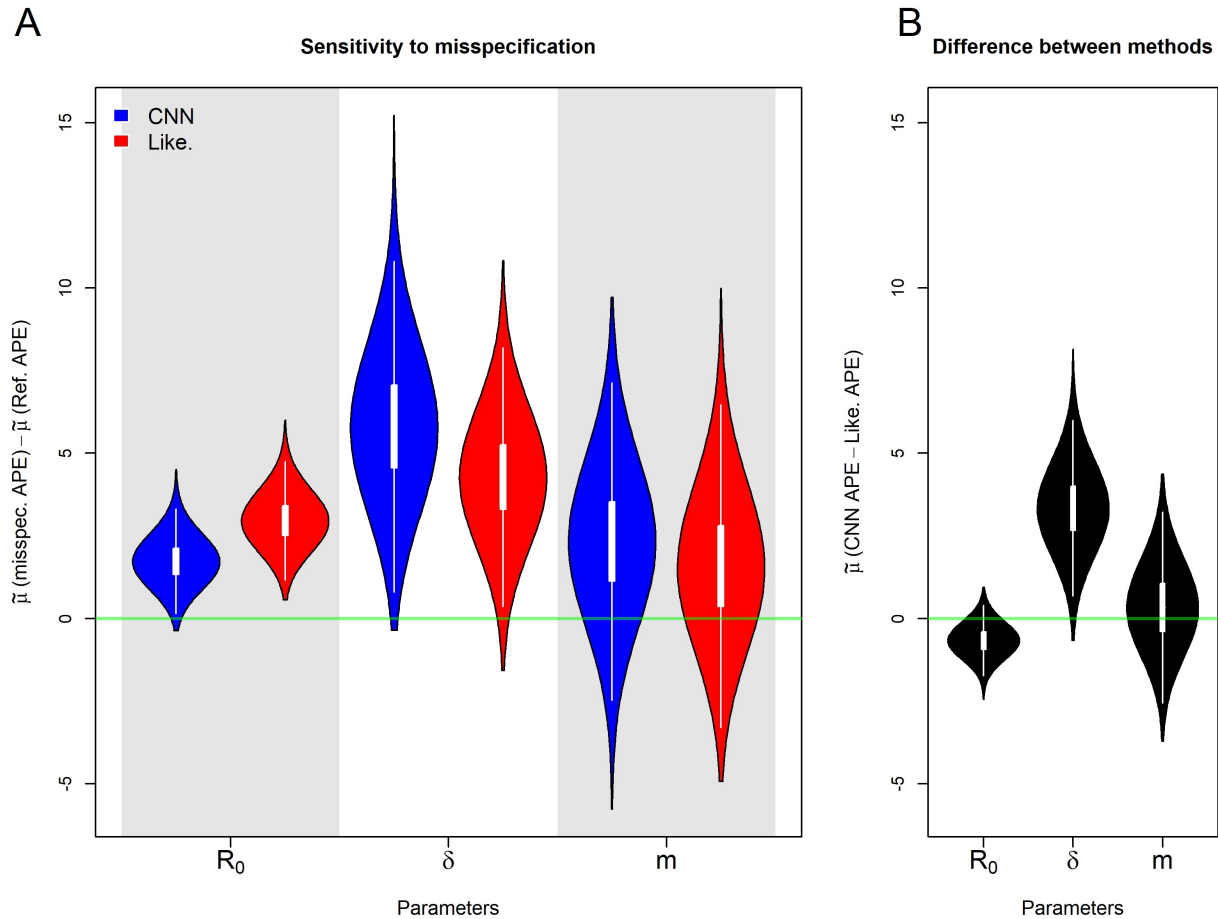 A
Sensitivity to misspecification
CNN
Like.
μ̃ (misspec. APE) − μ̃ (Ref. APE)
15
10
5
0
-5
R₀ δ m
Parameters
B
Difference between methods
μ̃ (CNN APE − Like. APE)
15
10
5
0
-5
R₀ δ m
Parameters